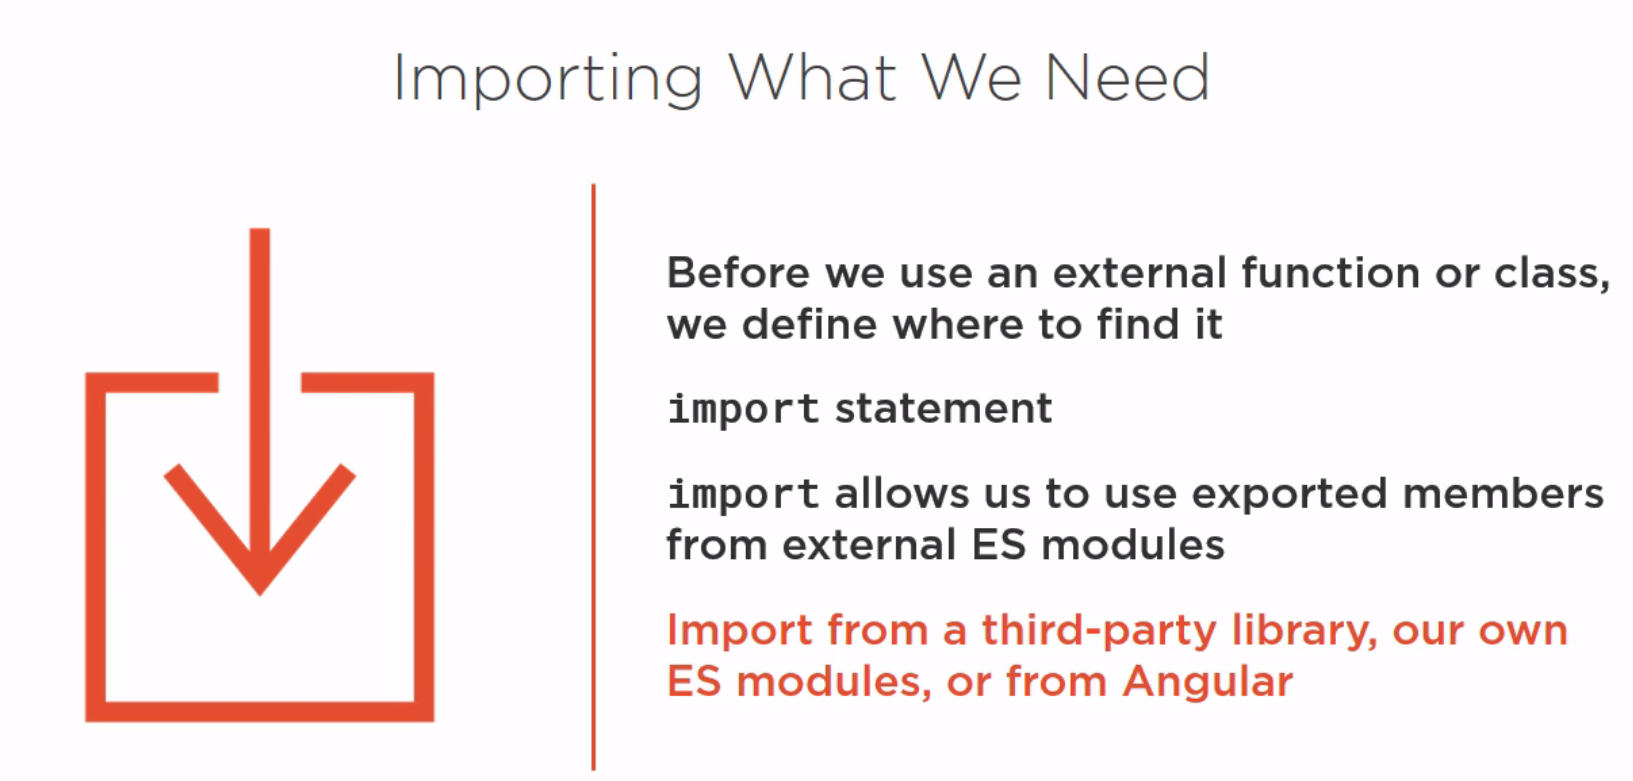 Importing What We Need
Before we use an external function or class,
we define where to find it
import statement
import allows us to use exported members
from external ES modules
Import from a third-party library, our own
ES modules, or from Angular